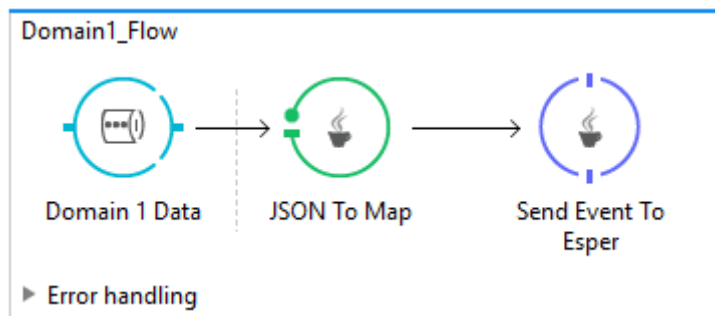 Domain1_Flow
Domain 1 Data
JSON To Map
Send Event To
Esper
Error handling